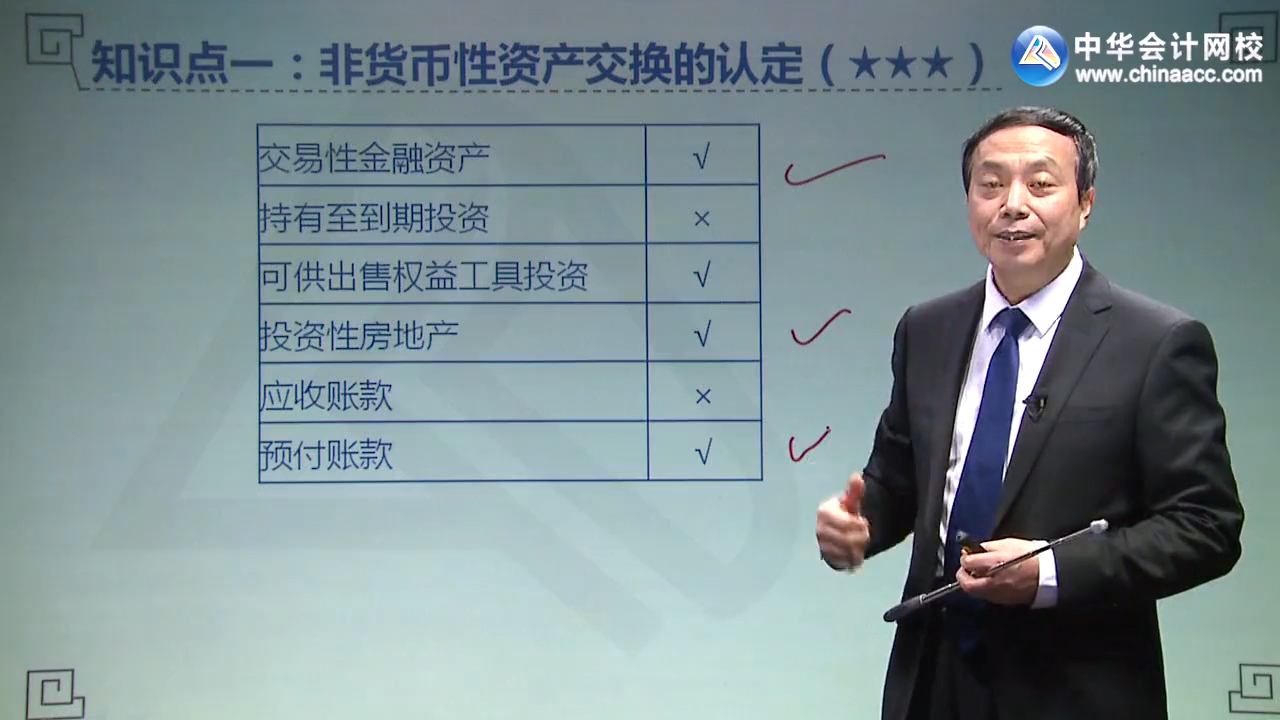 中华会计网校
www.chinaacc.com
知识点一：非货币性资产交换的认定（★★★）
交易性金融资产 √
持有至到期投资 ×
可供出售权益工具投资 √
投资性房地产 √
应收账款 ×
预付账款 √